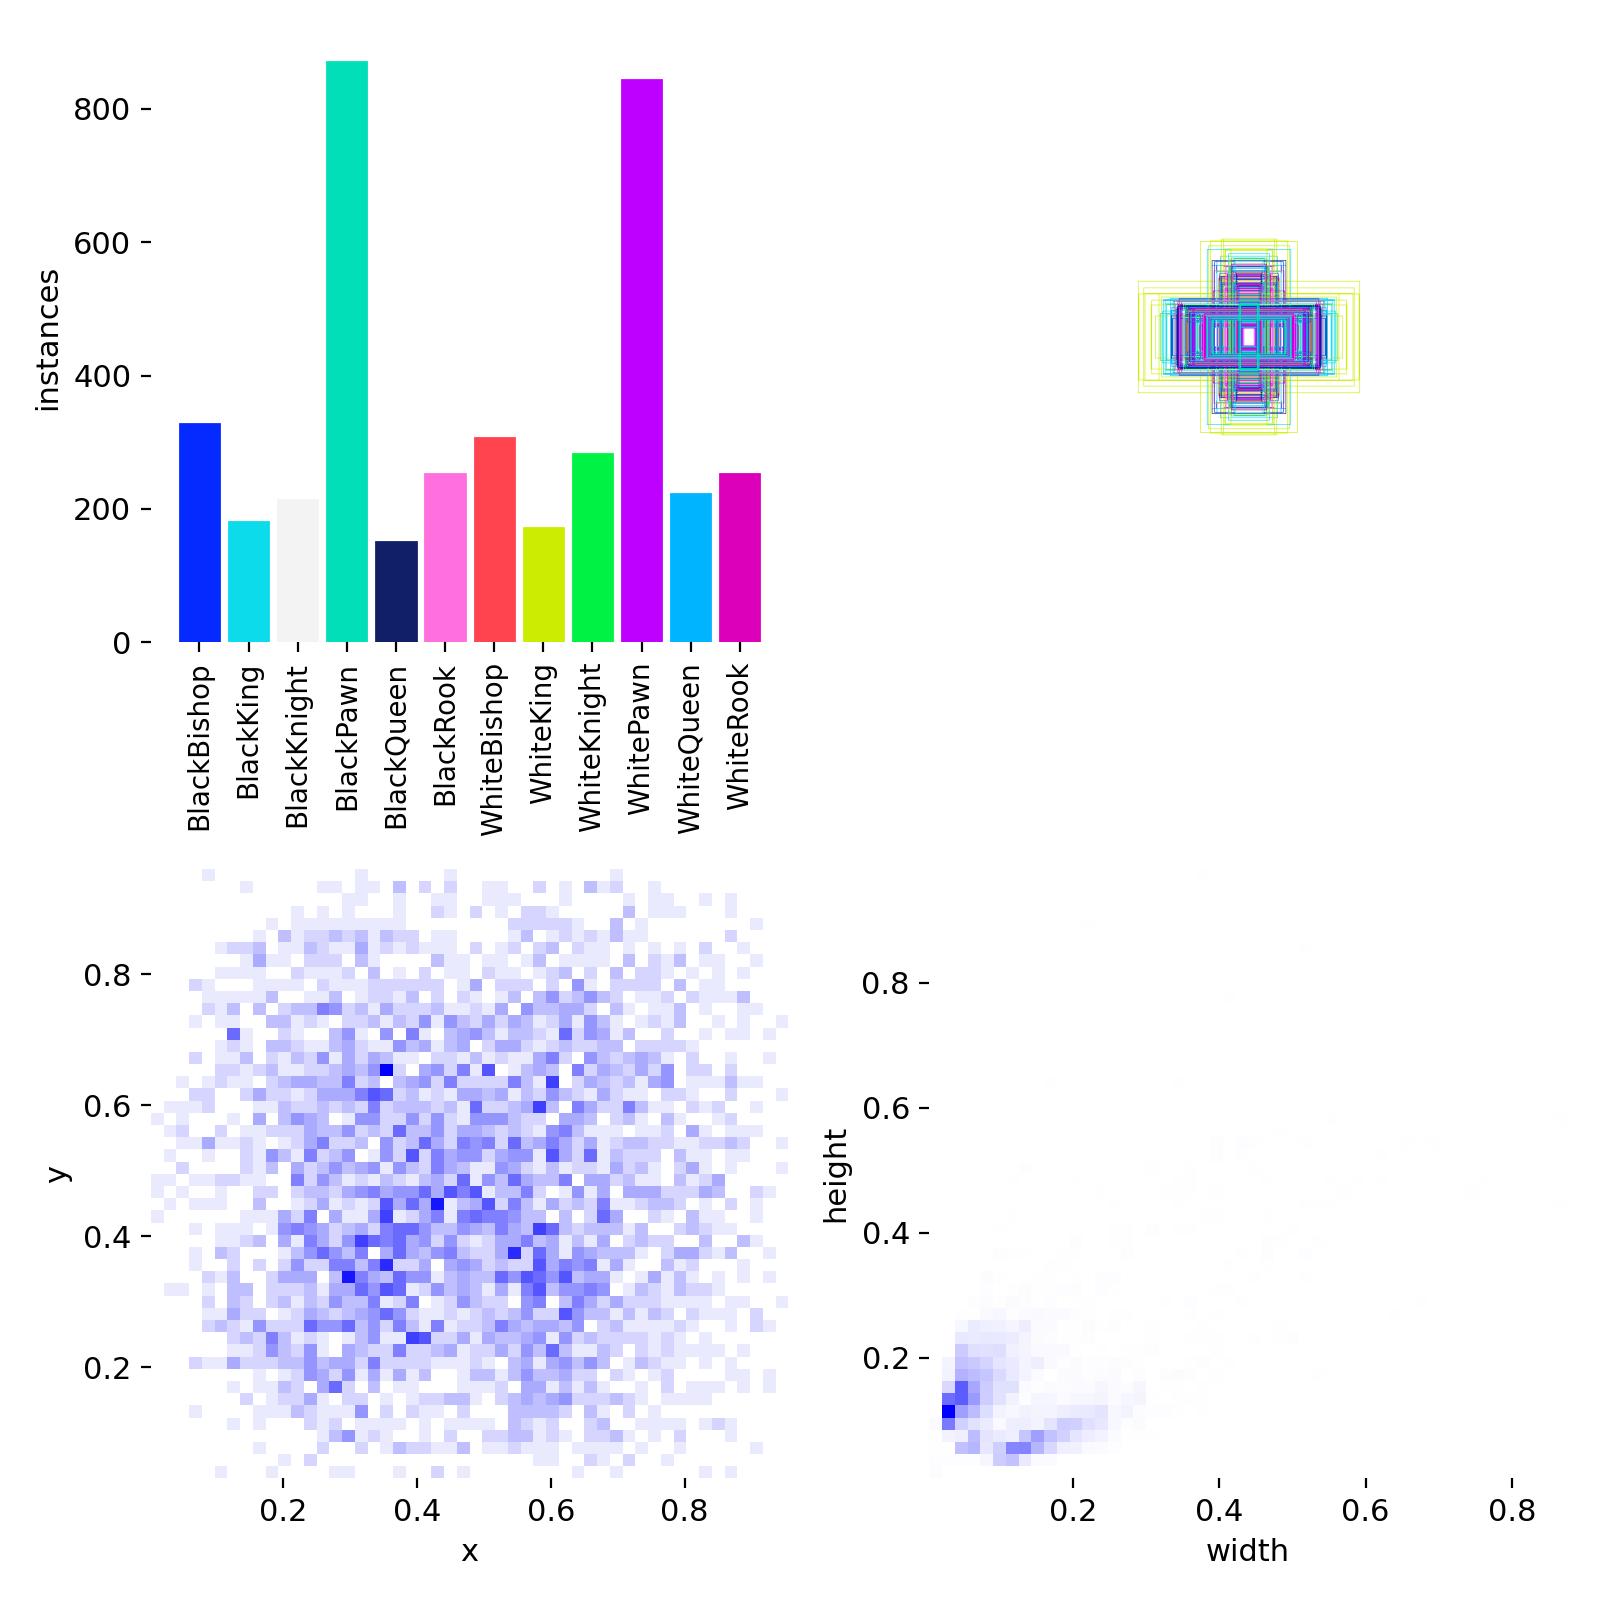 instances
800
600
400
200
0
BlackBishop
BlackKing
BlackKnight
BlackPawn
BlackQueen
BlackRook
WhiteBishop
WhiteKing
WhiteKnight
WhitePawn
WhiteQueen
WhiteRook
y
0.8
0.6
0.4
0.2
0.2 0.4 0.6 0.8
x
height
0.8
0.6
0.4
0.2
0.2 0.4 0.6 0.8
width